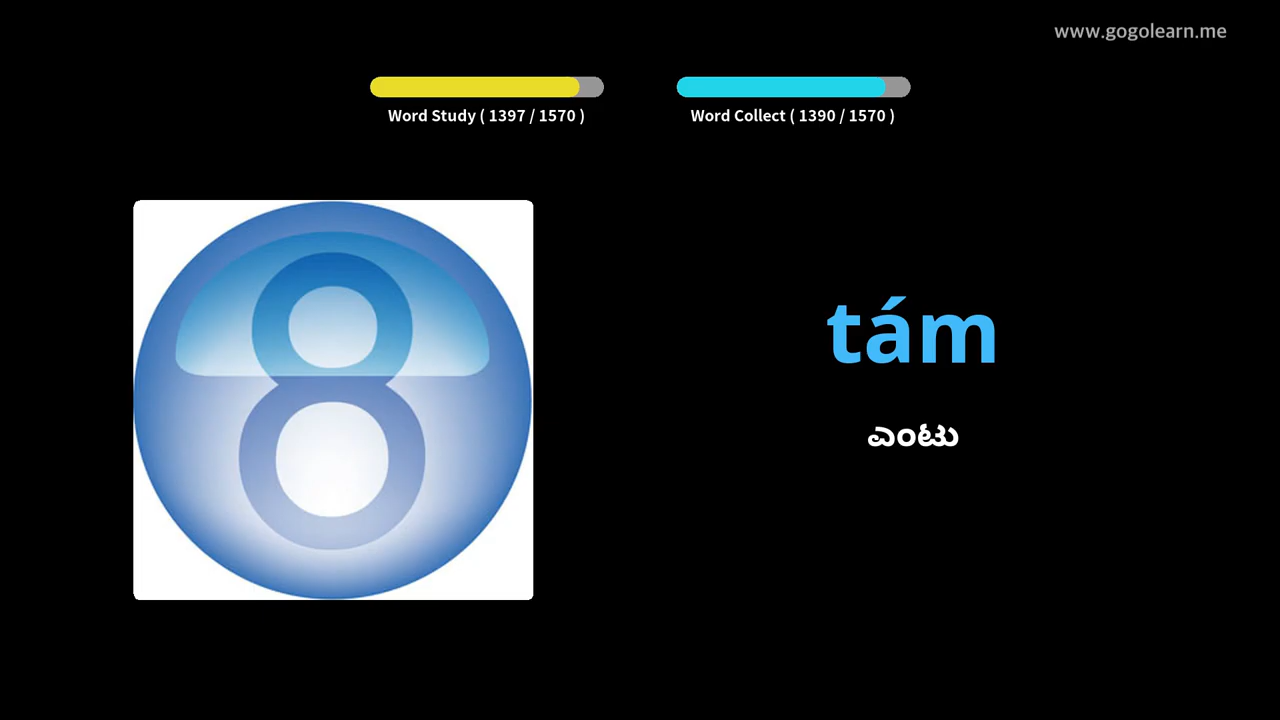 www.gogolearn.me
Word Study ( 1397 / 1570 )
Word Collect ( 1390 / 1570 )
8
tám
ಎಂಟು